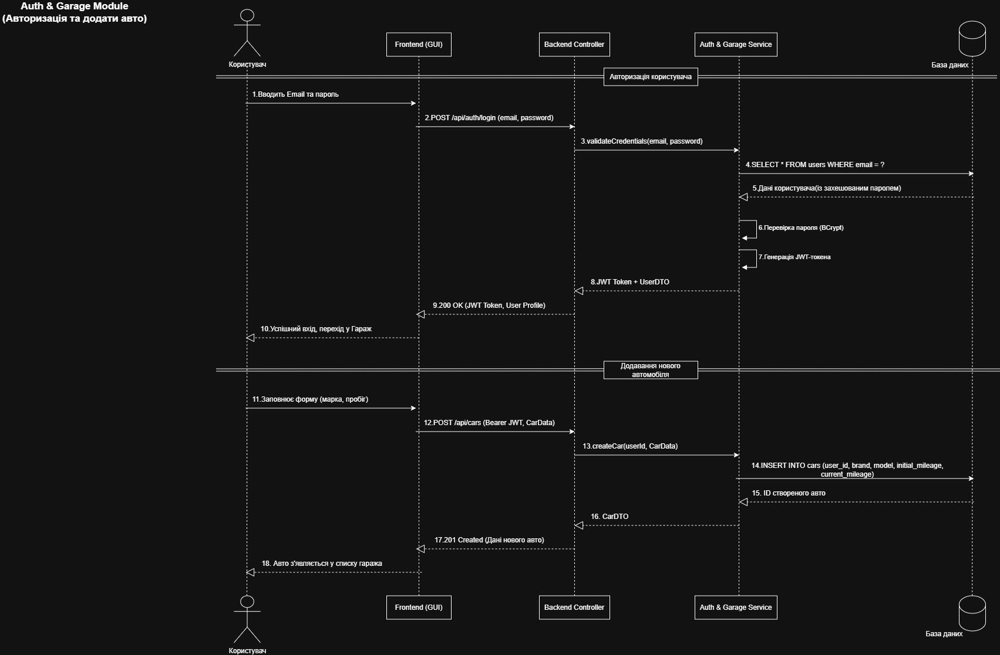 Auth & Garage Module
(Авторизація та додати авто)
Frontend (GUI)
Backend Controller
Auth & Garage Service
Користувач
База даних
Авторизація користувача
1.Вводить Email та пароль
2.POST /api/auth/login (email, password)
3.validateCredentials(email, password)
4.SELECT * FROM users WHERE email = ?
5.Дані користувача(із захешованим паролем)
6.Перевірка пароля (BCrypt)
7.Генерація JWT-токена
8.JWT Token + UserDTO
9.200 OK (JWT Token, User Profile)
10.Успішний вхід, перехід у Гараж
Додавання нового
автомобіля
11.Заповнює форму (марка, пробіг)
12.POST /api/cars (Bearer JWT, CarData)
13.createCar(userId, CarData)
14.INSERT INTO cars (user_id, brand, model, initial_mileage,
current_mileage)
15. ID створеного авто
16. CarDTO
17.201 Created (Дані нового авто)
18. Авто з'являється у списку гаража
Frontend (GUI)
Backend Controller
Auth & Garage Service
База даних
Користувач